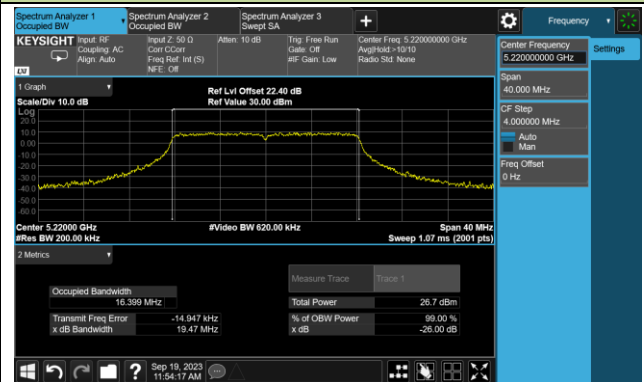 Spectrum Analyzer 1
Occupied BW
Spectrum Analyzer 2
Occupied BW
Spectrum Analyzer 3
Swept SA
+
Frequency
KEYSIGHT
Input: RF
Coupling: AC
Align: Auto
Input Z: 50 Ω
Corr CCorr
Freq Ref: Int (S)
NFE: Off
Atten: 10 dB
Trig: Free Run
Gate: Off
#IF Gain: Low
Center Freq: 5.220000000 GHz
Avg|Hold:>10/10
Radio Std: None
LXI
Center Frequency
5.220000000 GHz
Settings
Span
40.000 MHz
CF Step
4.000000 MHz
Auto
Man
Freq Offset
0 Hz
1 Graph
Scale/Div 10.0 dB
Ref Lvl Offset 22.40 dB
Ref Value 30.00 dBm
Log
20.0
10.0
0.00
-10.0
-20.0
-30.0
-40.0
-50.0
-60.0
Center 5.22000 GHz
#Res BW 200.00 kHz
#Video BW 620.00 kHz
Span 40 MHz
Sweep 1.07 ms (2001 pts)
2 Metrics
Measure Trace
Trace 1
Occupied Bandwidth
16.399 MHz
Total Power
26.7 dBm
Transmit Freq Error
-14.947 kHz
% of OBW Power
99.00 %
x dB Bandwidth
19.47 MHz
x dB
-26.00 dB
?
Sep 19, 2023
11:54:17 AM